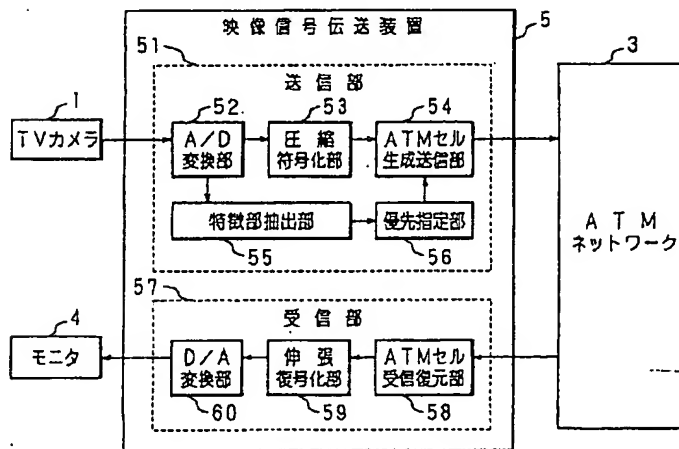 映像信号伝送装置
5
3
51
送信部
1
52
53
54
TVカメラ
A/D
変換部
圧縮
符号化部
ATMセル
生成送信部
特徴部抽出部
優先指定部
55
56
ATM
ネットワーク
57
受信部
4
モニタ
D/A
変換部
伸張
復号化部
ATMセル
受信復元部
60
59
58